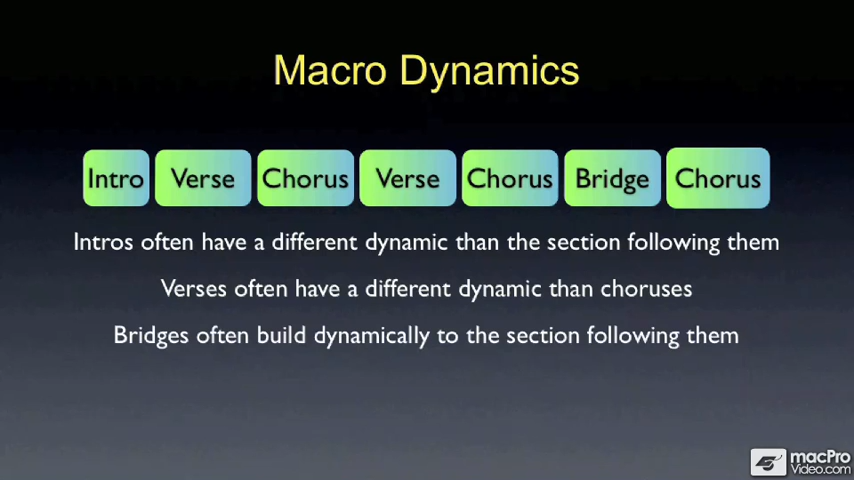 Macro Dynamics
Intro Verse Chorus Verse Chorus Bridge Chorus
Intros often have a different dynamic than the section following them
Verses often have a different dynamic than choruses
Bridges often build dynamically to the section following them
macPro
Video.com